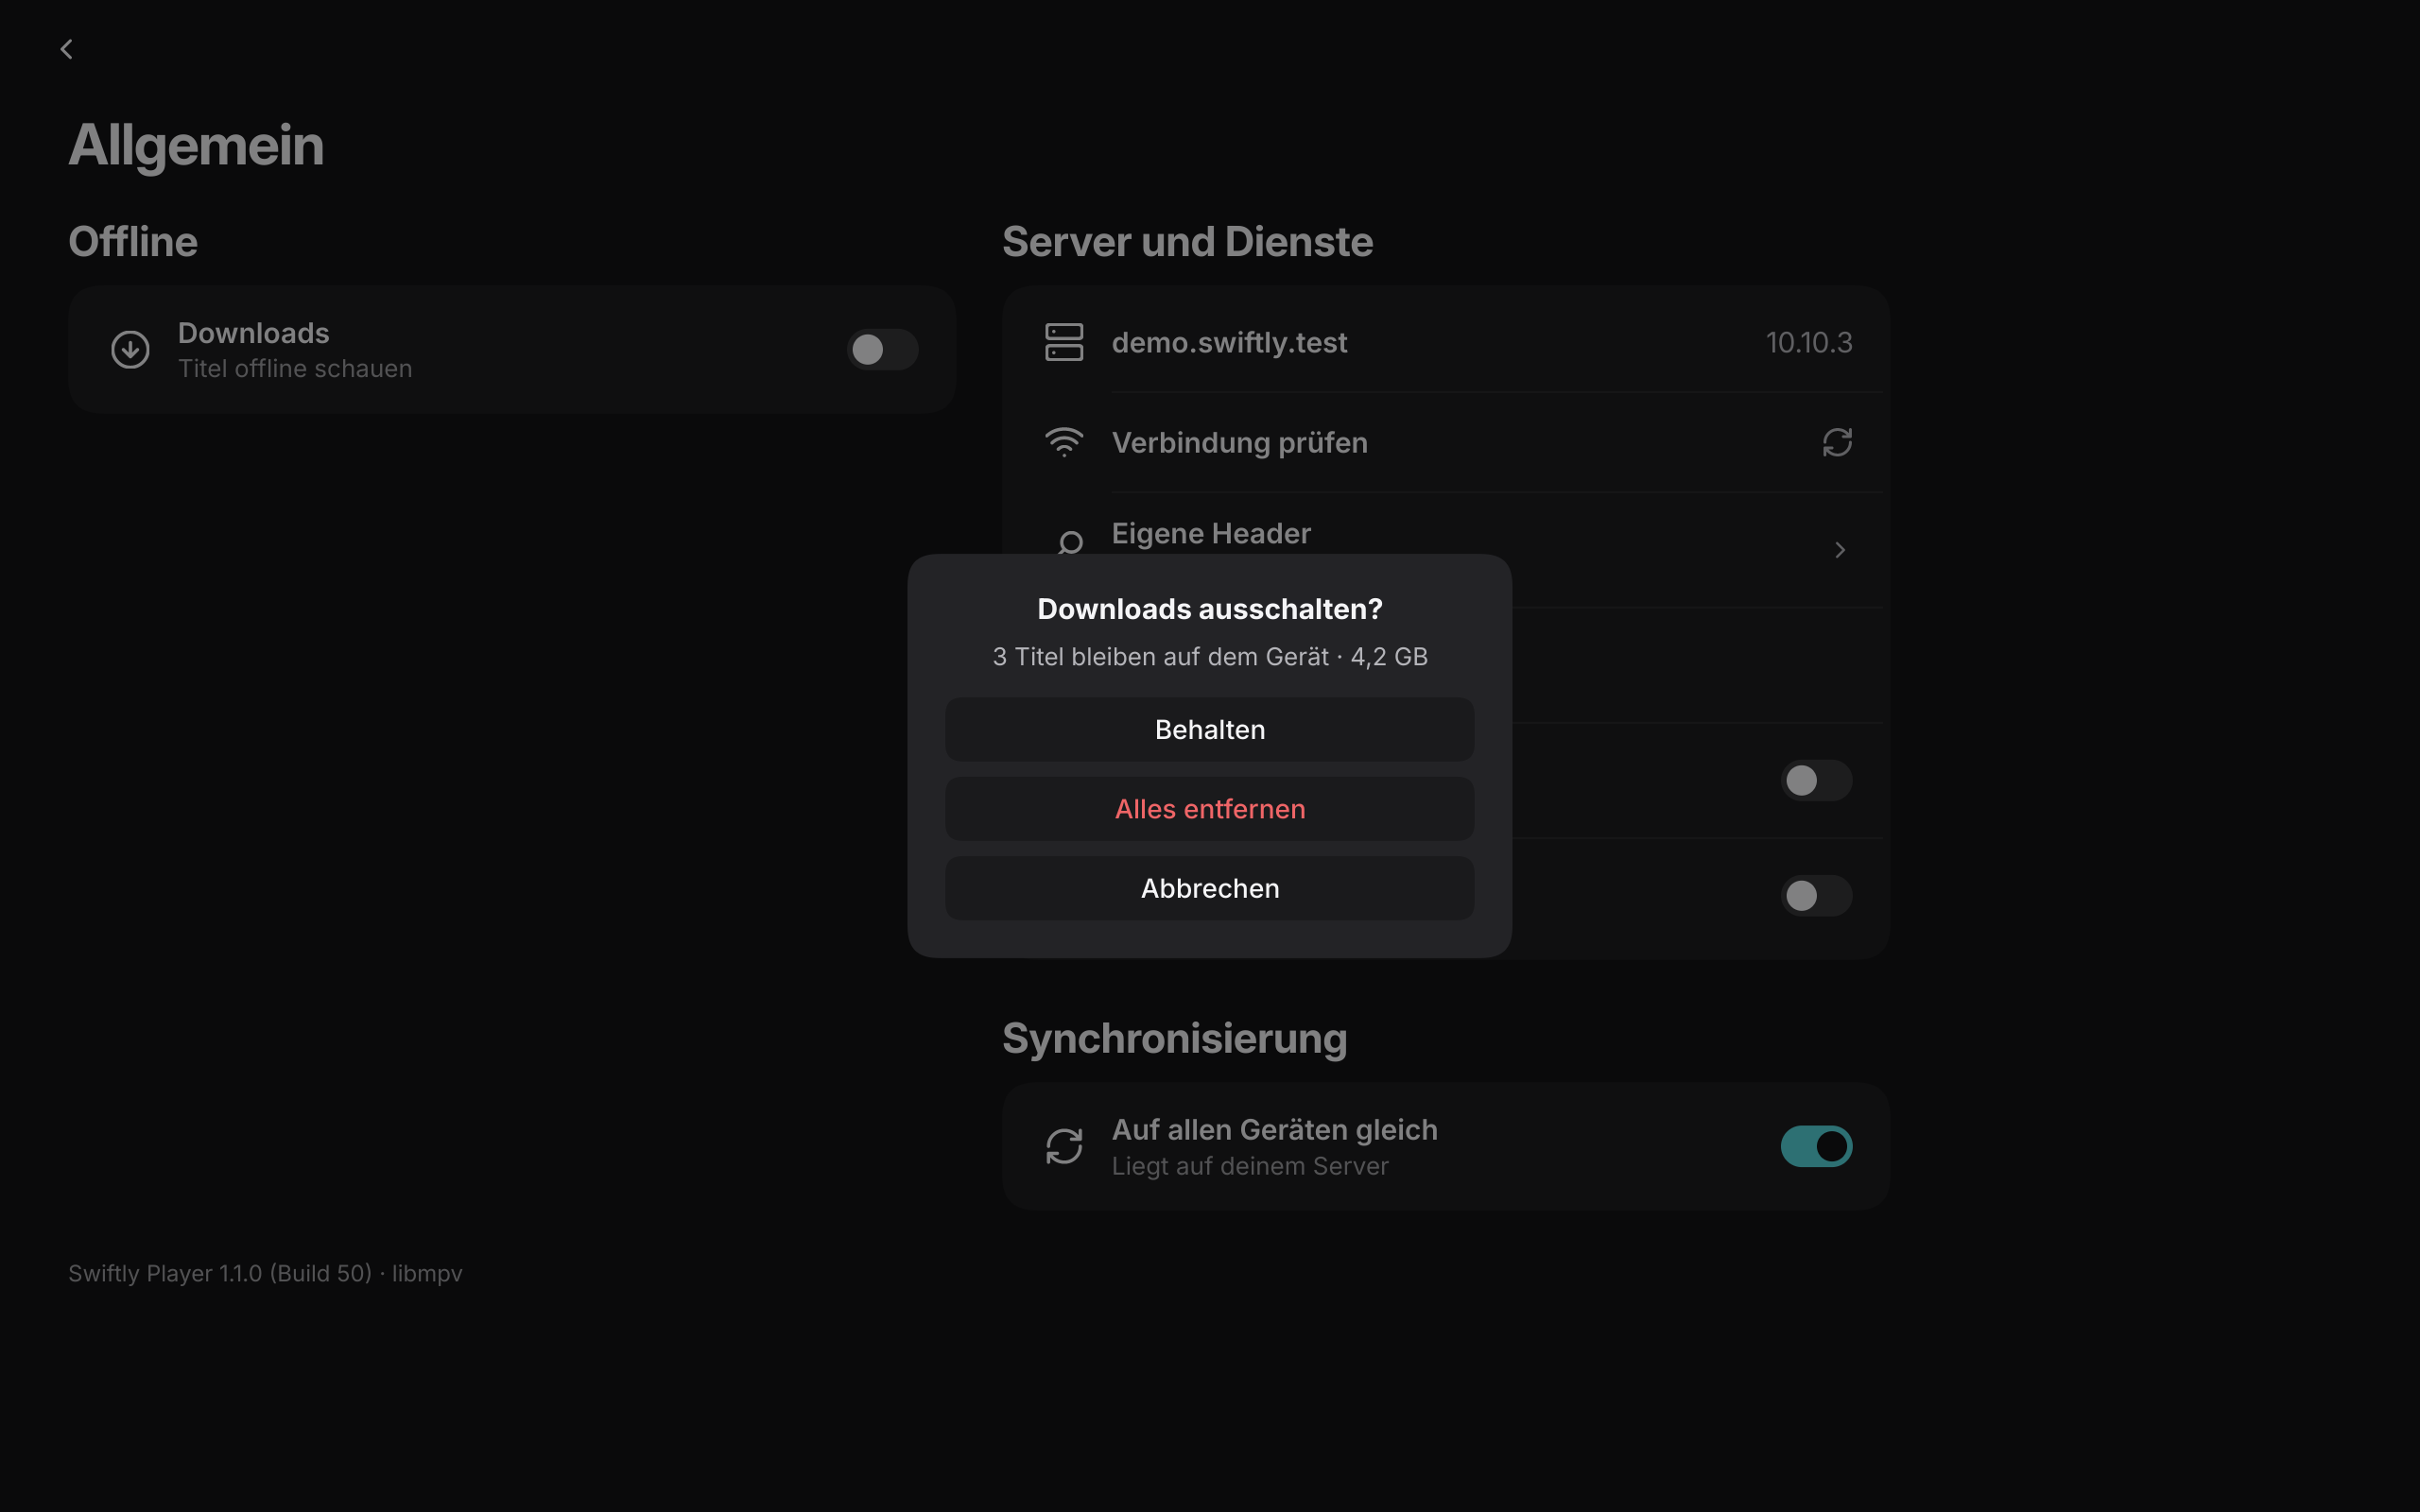 Allgemein
Offline
Downloads
Titel offline schauen
Server und Dienste
demo.swiftly.test
10.10.3
Verbindung prüfen
Eigene Header
Downloads ausschalten?
3 Titel bleiben auf dem Gerät · 4,2 GB
Behalten
Alles entfernen
Abbrechen
Synchronisierung
Auf allen Geräten gleich
Liegt auf deinem Server
Swiftly Player 1.1.0 (Build 50) · libmpv